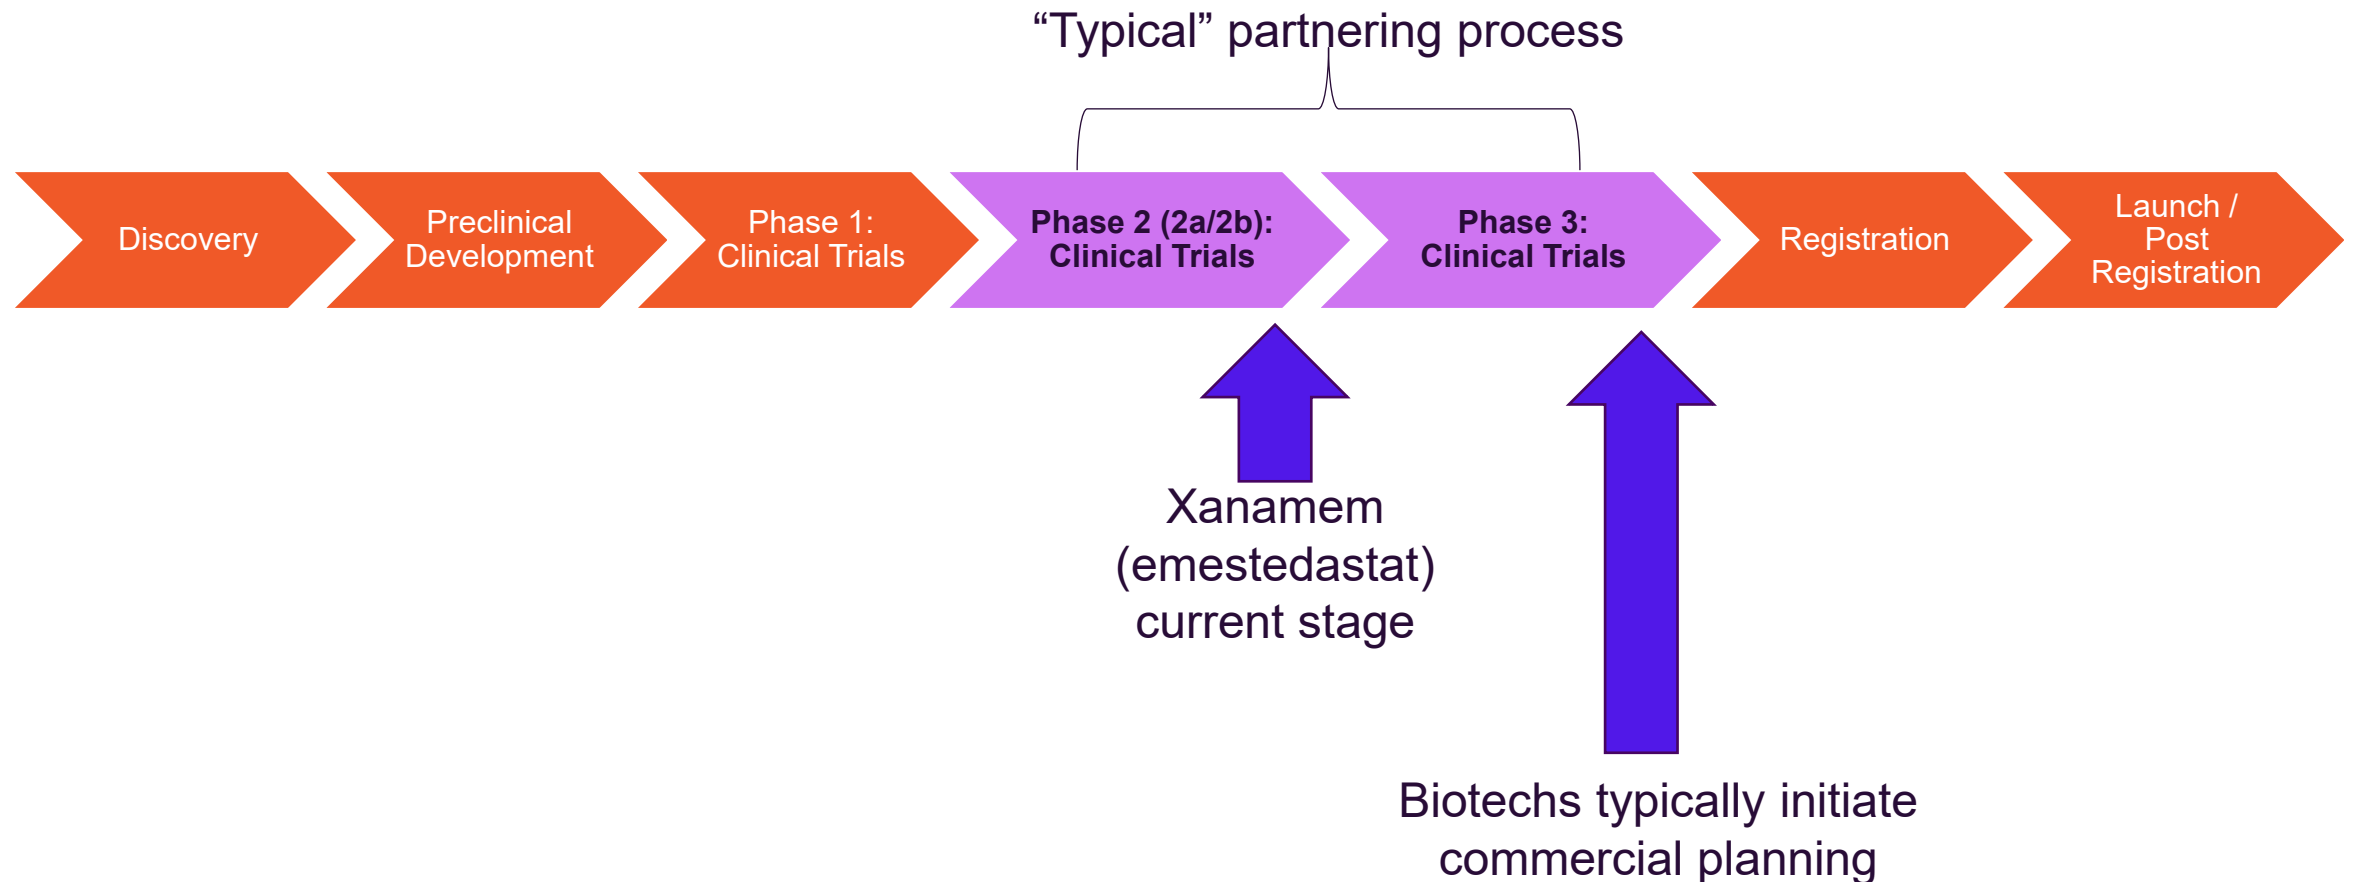 “Typical” partnering process
Discovery
Preclinical
Development
Phase 1:
Clinical Trials
Phase 2 (2a/2b):
Clinical Trials
Phase 3:
Clinical Trials
Registration
Launch /
Post
Registration
Xanamem
(emestedastat)
current stage
Biotechs typically initiate
commercial planning